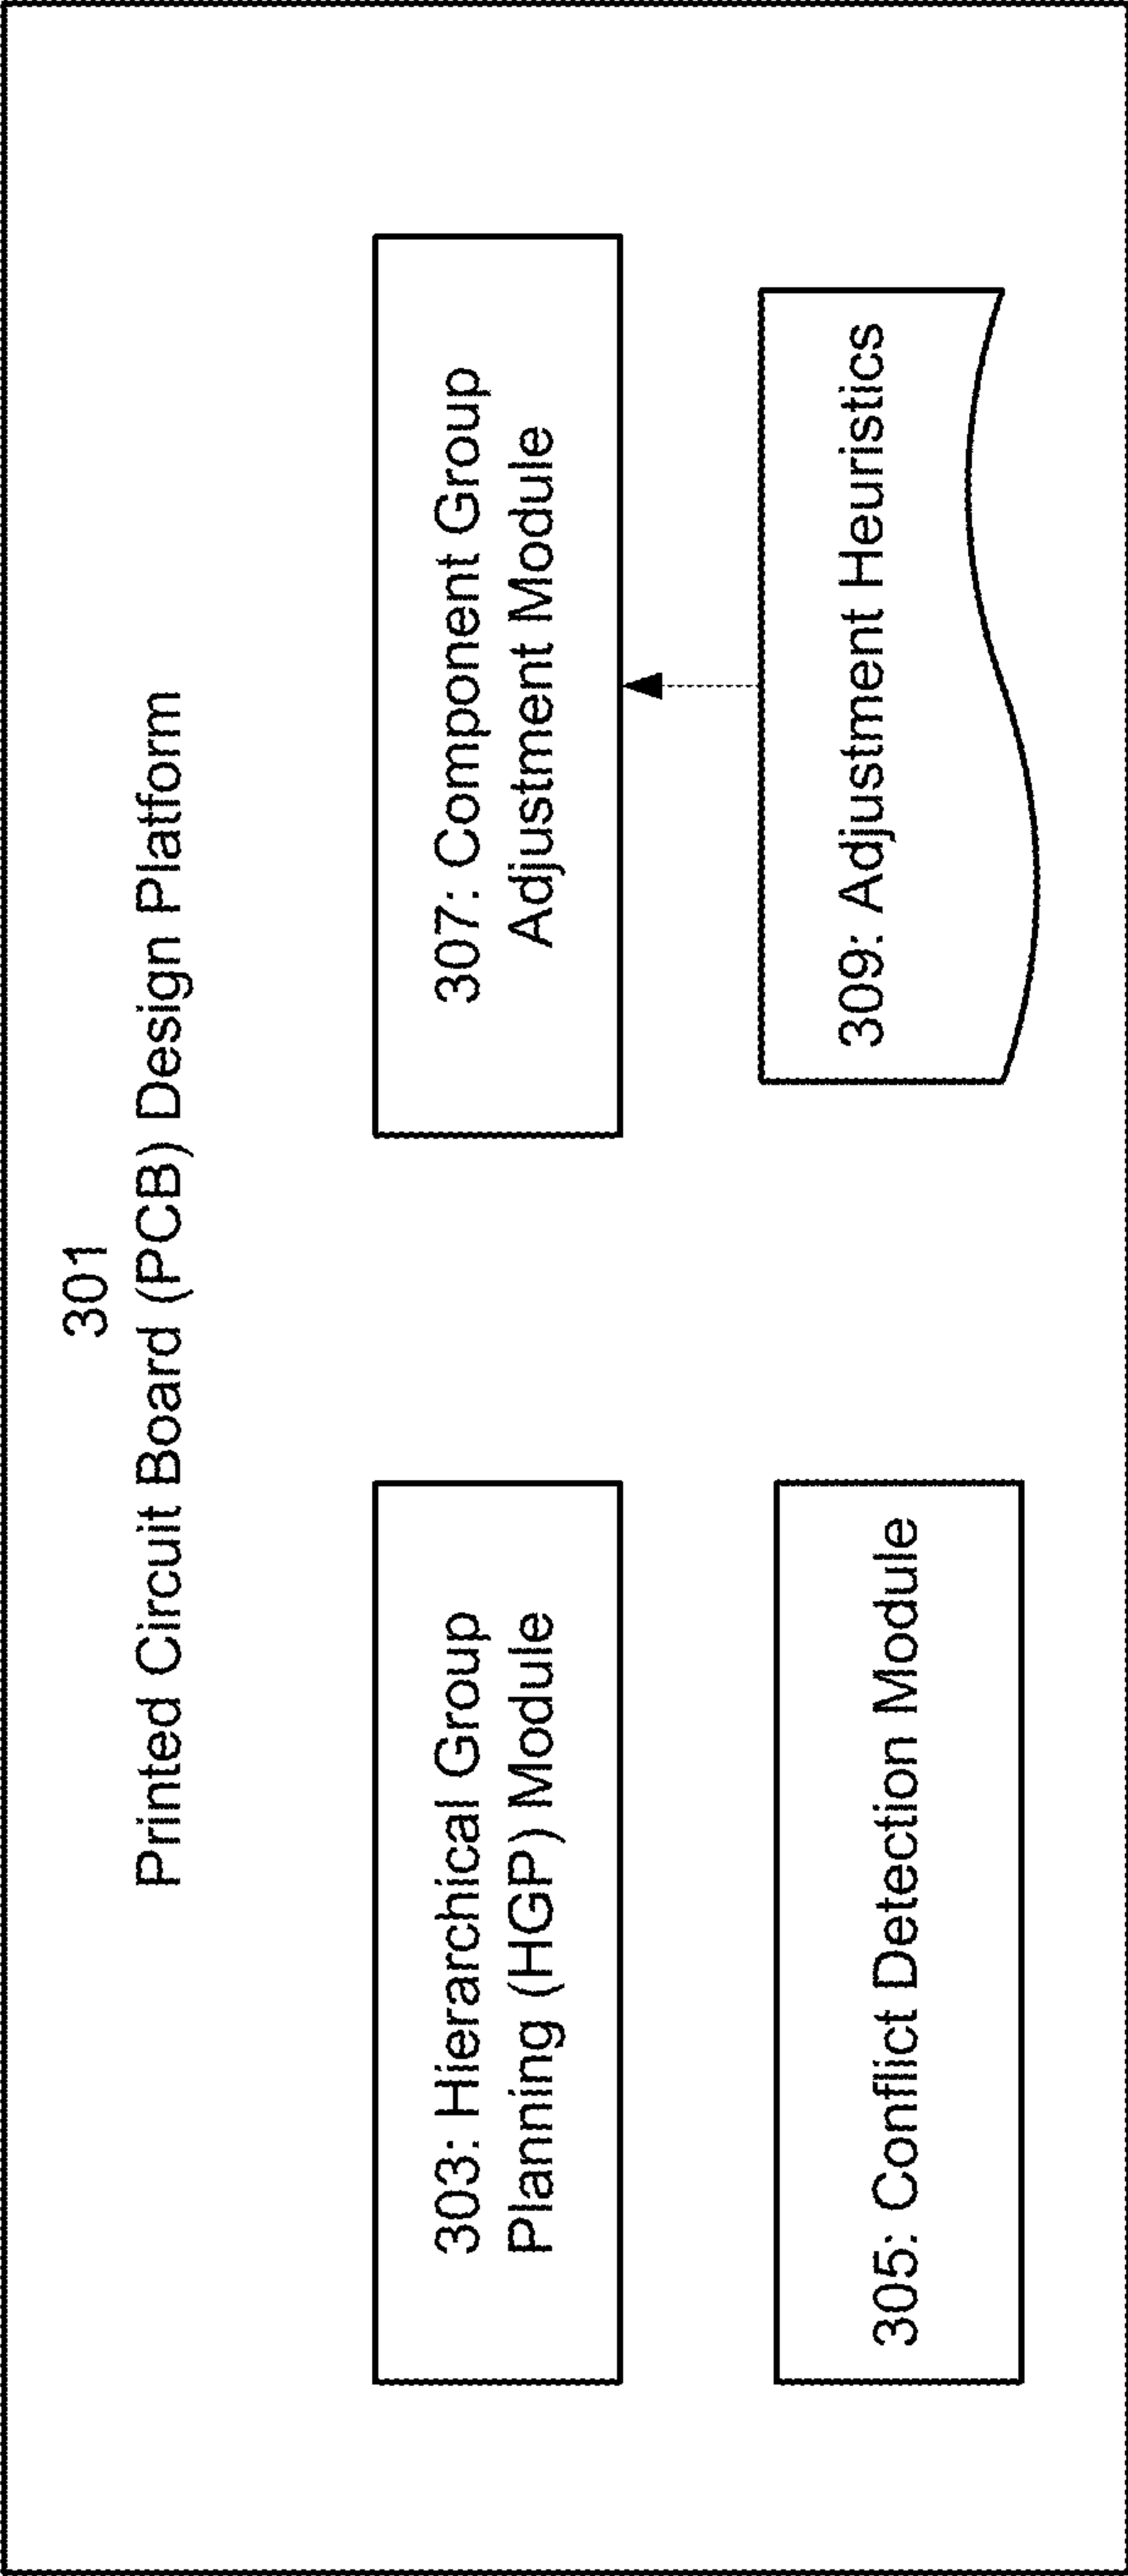 301
Printed Circuit Board (PCB) Design Platform
303: Hierarchical Group
Planning (HGP) Module
307: Component Group
Adjustment Module
305: Conflict Detection Module
309: Adjustment Heuristics